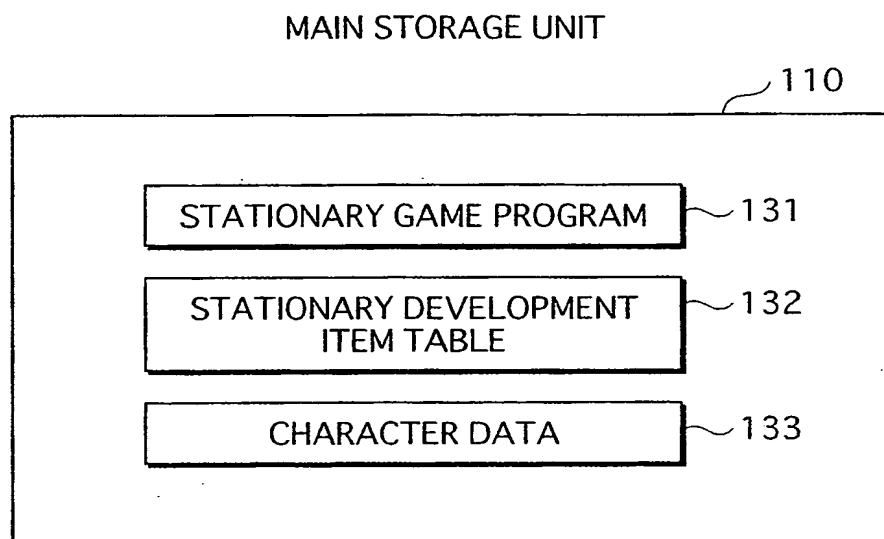 MAIN STORAGE UNIT
110
STATIONARY GAME PROGRAM 131
STATIONARY DEVELOPMENT
ITEM TABLE
132
CHARACTER DATA 133